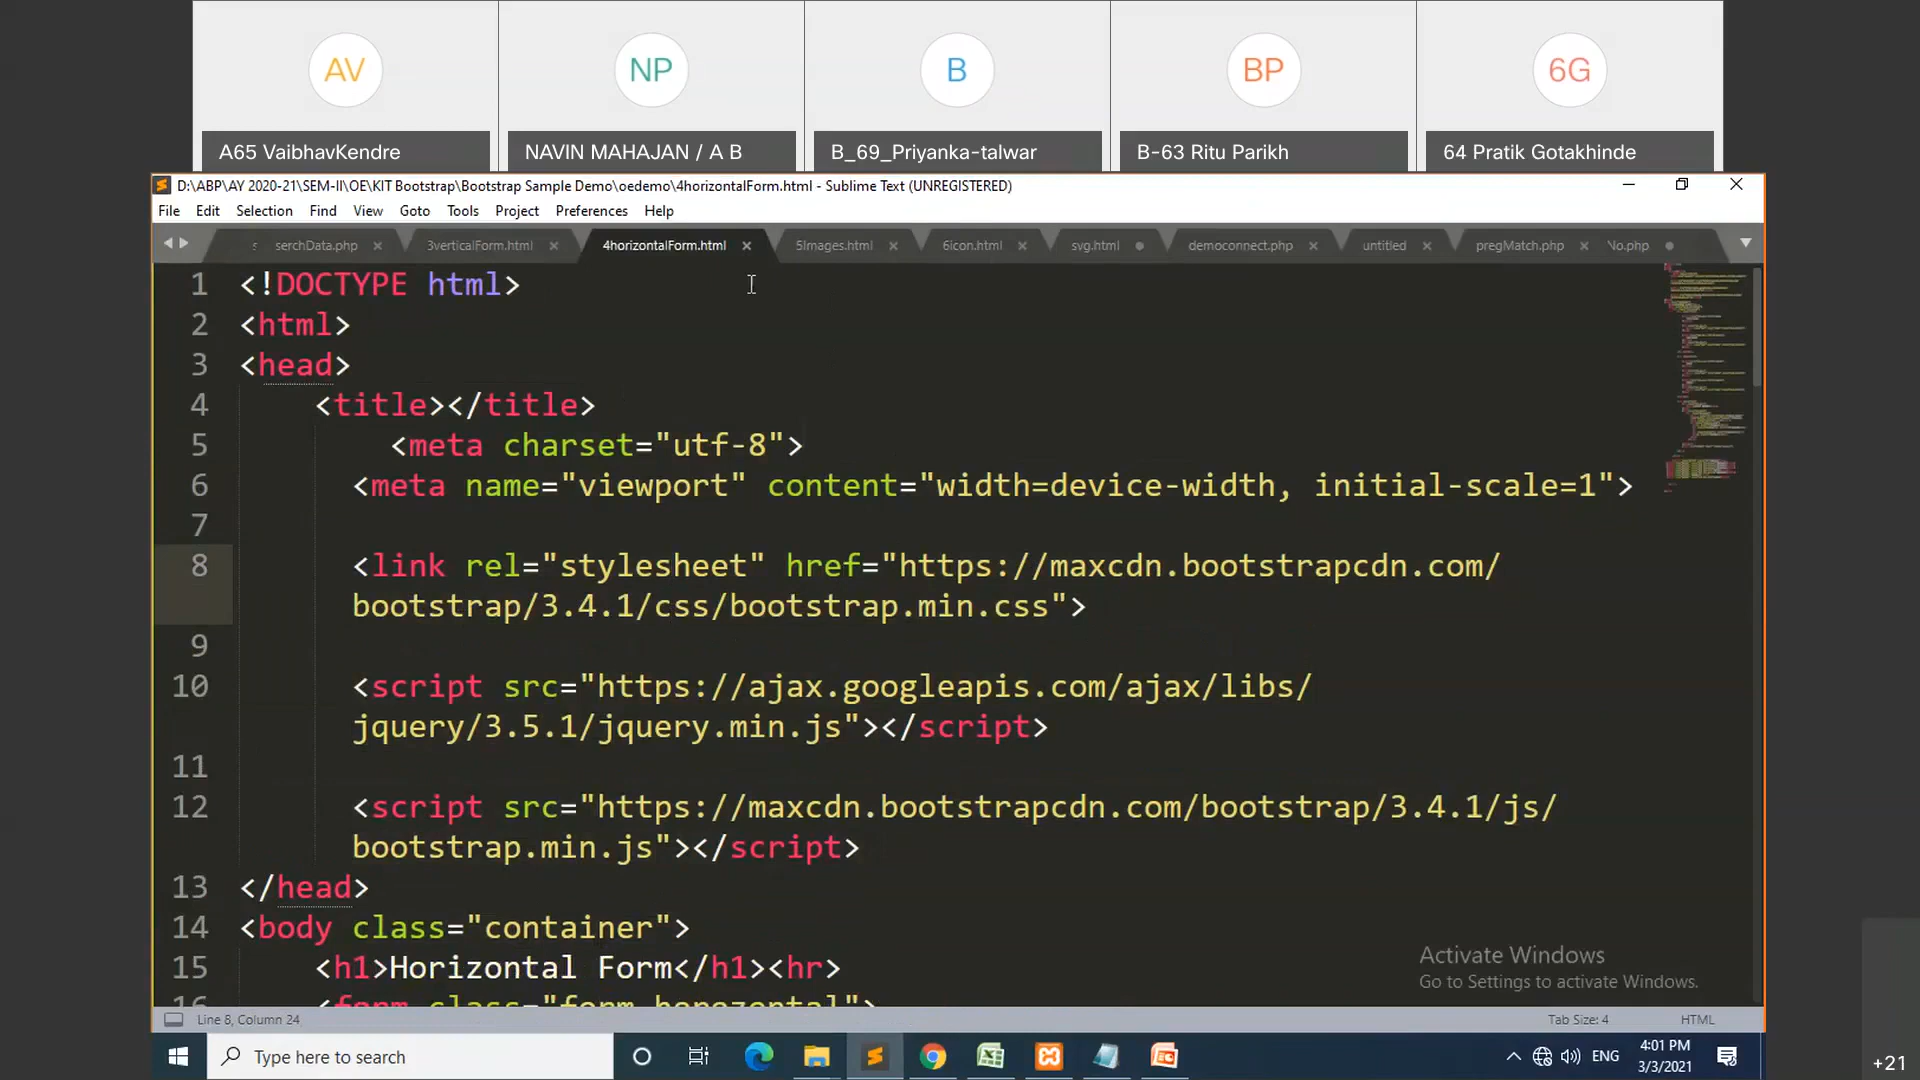 AV
NP
B
BP
6G
A65 VaibhavKendre
NAVIN MAHAJAN / A B
B_69_Priyanka-talwar
B-63 Ritu Parikh
64 Pratik Gotakhinde
D:\ABP\AY 2020-21\SEM-II\OE\KIT Bootstrap\Bootstrap Sample Demo\oedemo\4horizontalForm.html - Sublime Text (UNREGISTERED)
File Edit Selection Find View Goto Tools Project Preferences Help
serchData.php 3verticalForm.html 4horizontalForm.html 5Images.html 6icon.html svg.html democonnect.php untitled pregMatch.php No.php
1 <!DOCTYPE html>
2 <html>
3 <head>
4 <title></title>
5 <meta charset="utf-8">
6 <meta name="viewport" content="width=device-width, initial-scale=1">
7
8 <link rel="stylesheet" href="https://maxcdn.bootstrapcdn.com/
bootstrap/3.4.1/css/bootstrap.min.css">
9
10 <script src="https://ajax.googleapis.com/ajax/libs/
jquery/3.5.1/jquery.min.js"></script>
11
12 <script src="https://maxcdn.bootstrapcdn.com/bootstrap/3.4.1/js/
bootstrap.min.js"></script>
13 </head>
14 <body class="container">
15 <h1>Horizontal Form</h1><hr>
16
Activate Windows
Go to Settings to activate Windows.
Line 8, Column 24
Tab Size: 4
HTML
Type here to search
ENG
4:01 PM
3/3/2021
+21